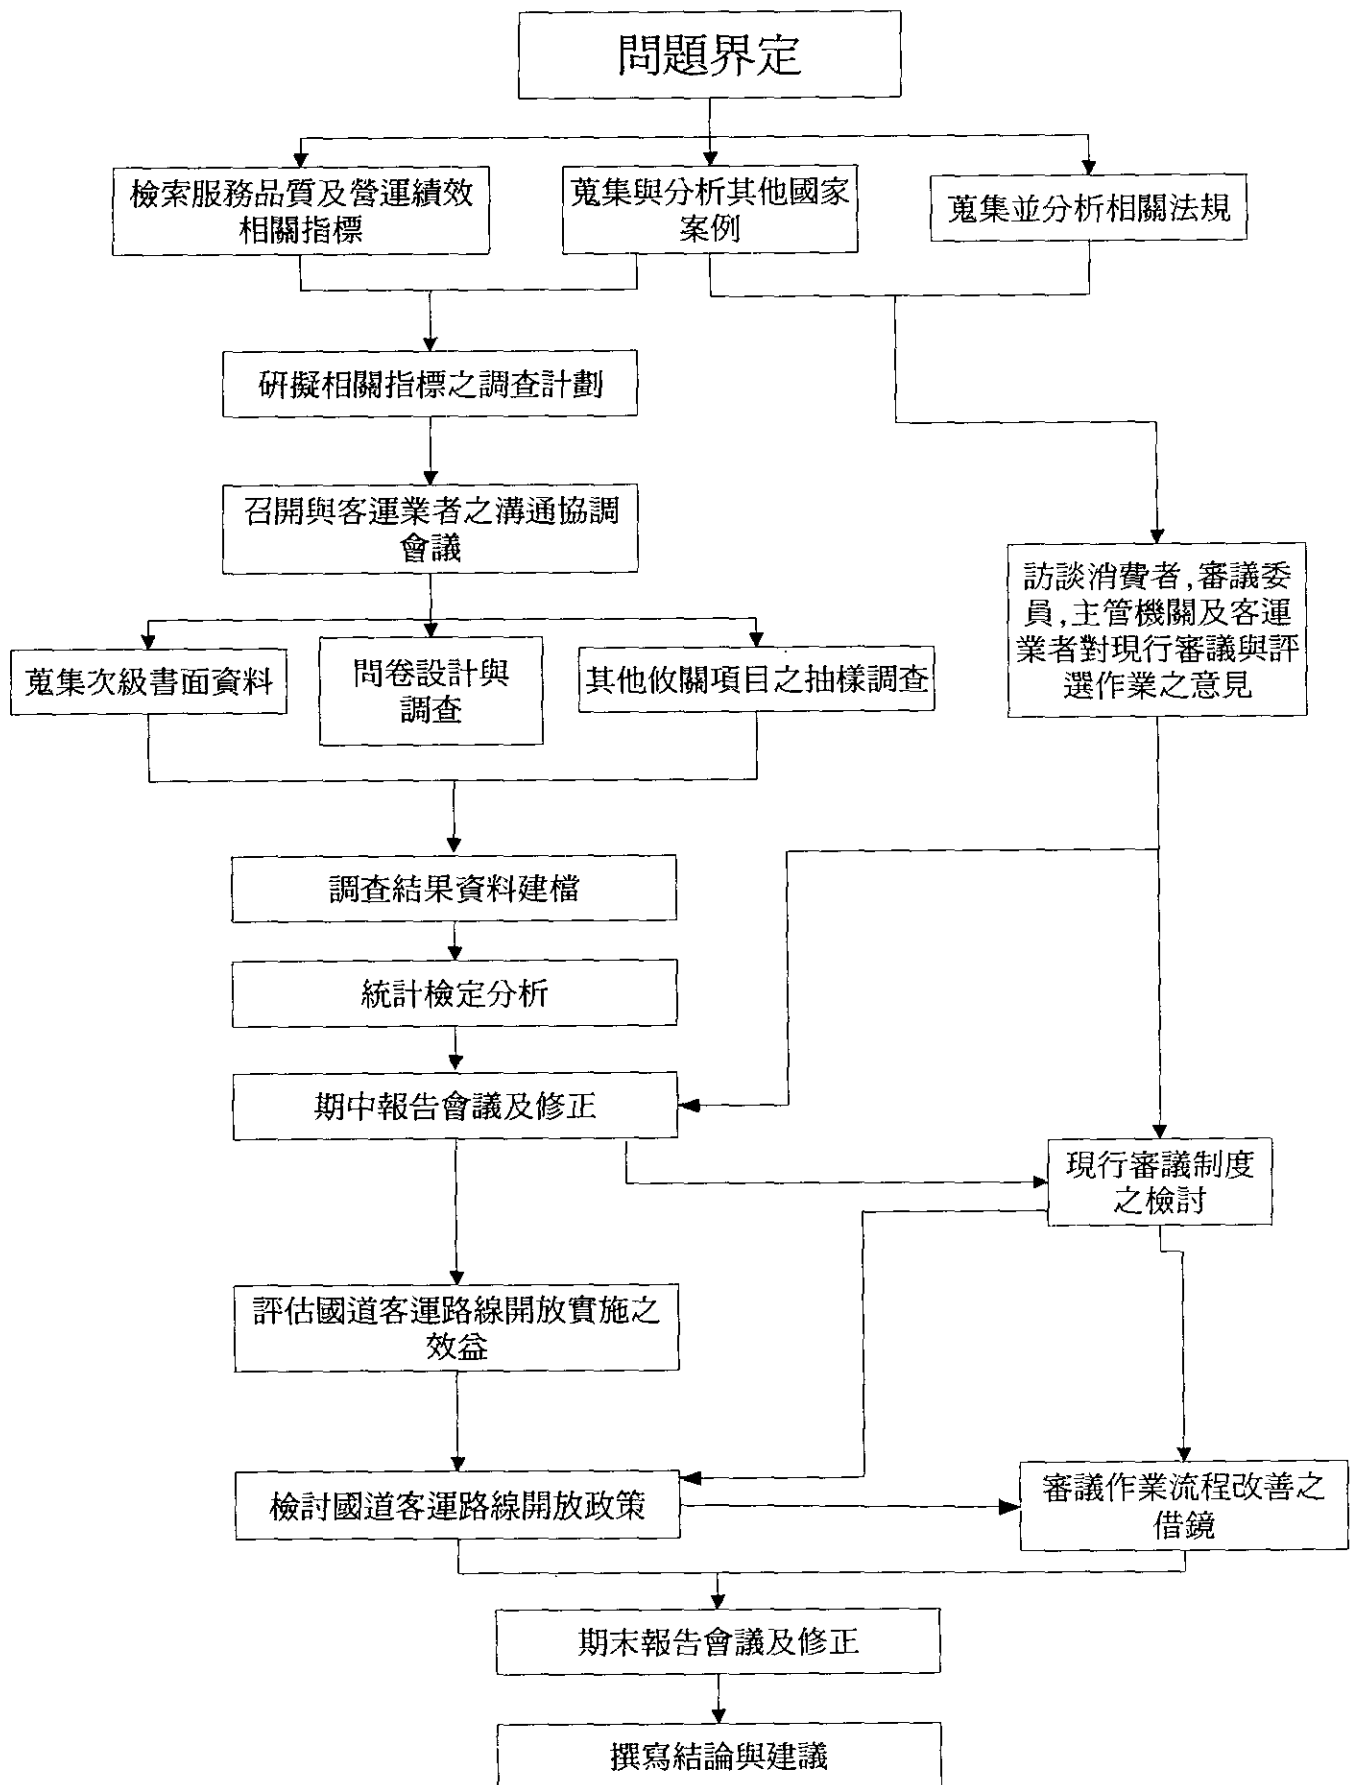 問題界定
檢索服務品質及營運績效
相關指標
蒐集與分析其他國家
案例
蒐集並分析相關法規
研擬相關指標之調查計劃
召開與客運業者之溝通協調
會議
訪談消費者,審議委
員,主管機關及客運
業者對現行審議與評
選作業之意見
蒐集次級書面資料
問卷設計與
調查
其他攸關項目之抽樣調查
調查結果資料建檔
統計檢定分析
期中報告會議及修正
現行審議制度
之檢討
評估國道客運路線開放實施之
效益
檢討國道客運路線開放政策
審議作業流程改善之
借鏡
期末報告會議及修正
撰寫結論與建議